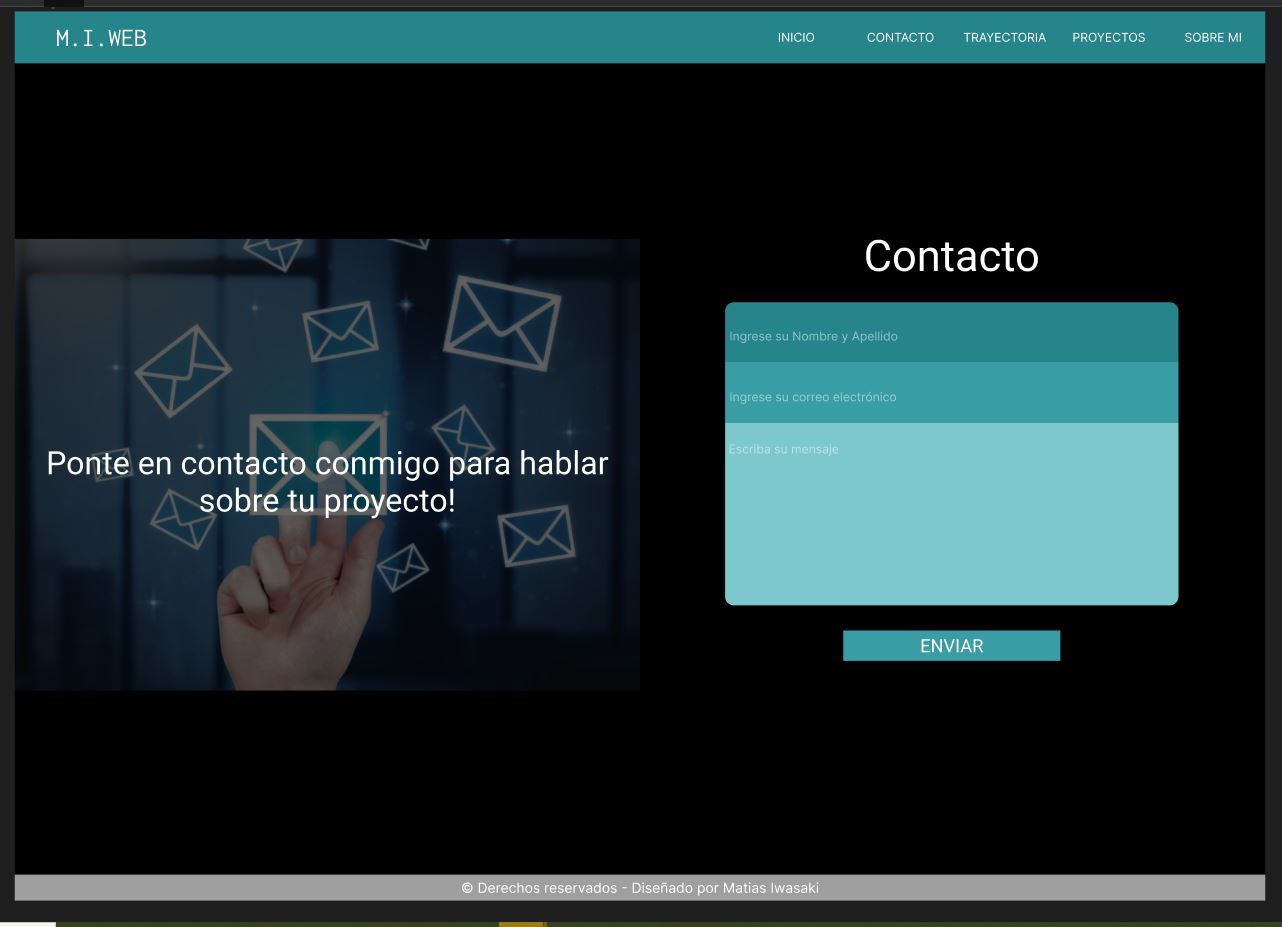 M.I.WEB
INICIO CONTACTO TRAYECTORIA PROYECTOS SOBRE MI
Ponte en contacto conmigo para hablar
sobre tu proyecto!
Contacto
Ingrese su Nombre y Apellido
Ingrese su correo electrónico
Escriba su mensaje
ENVIAR
© Derechos reservados - Diseñado por Matias Iwasaki